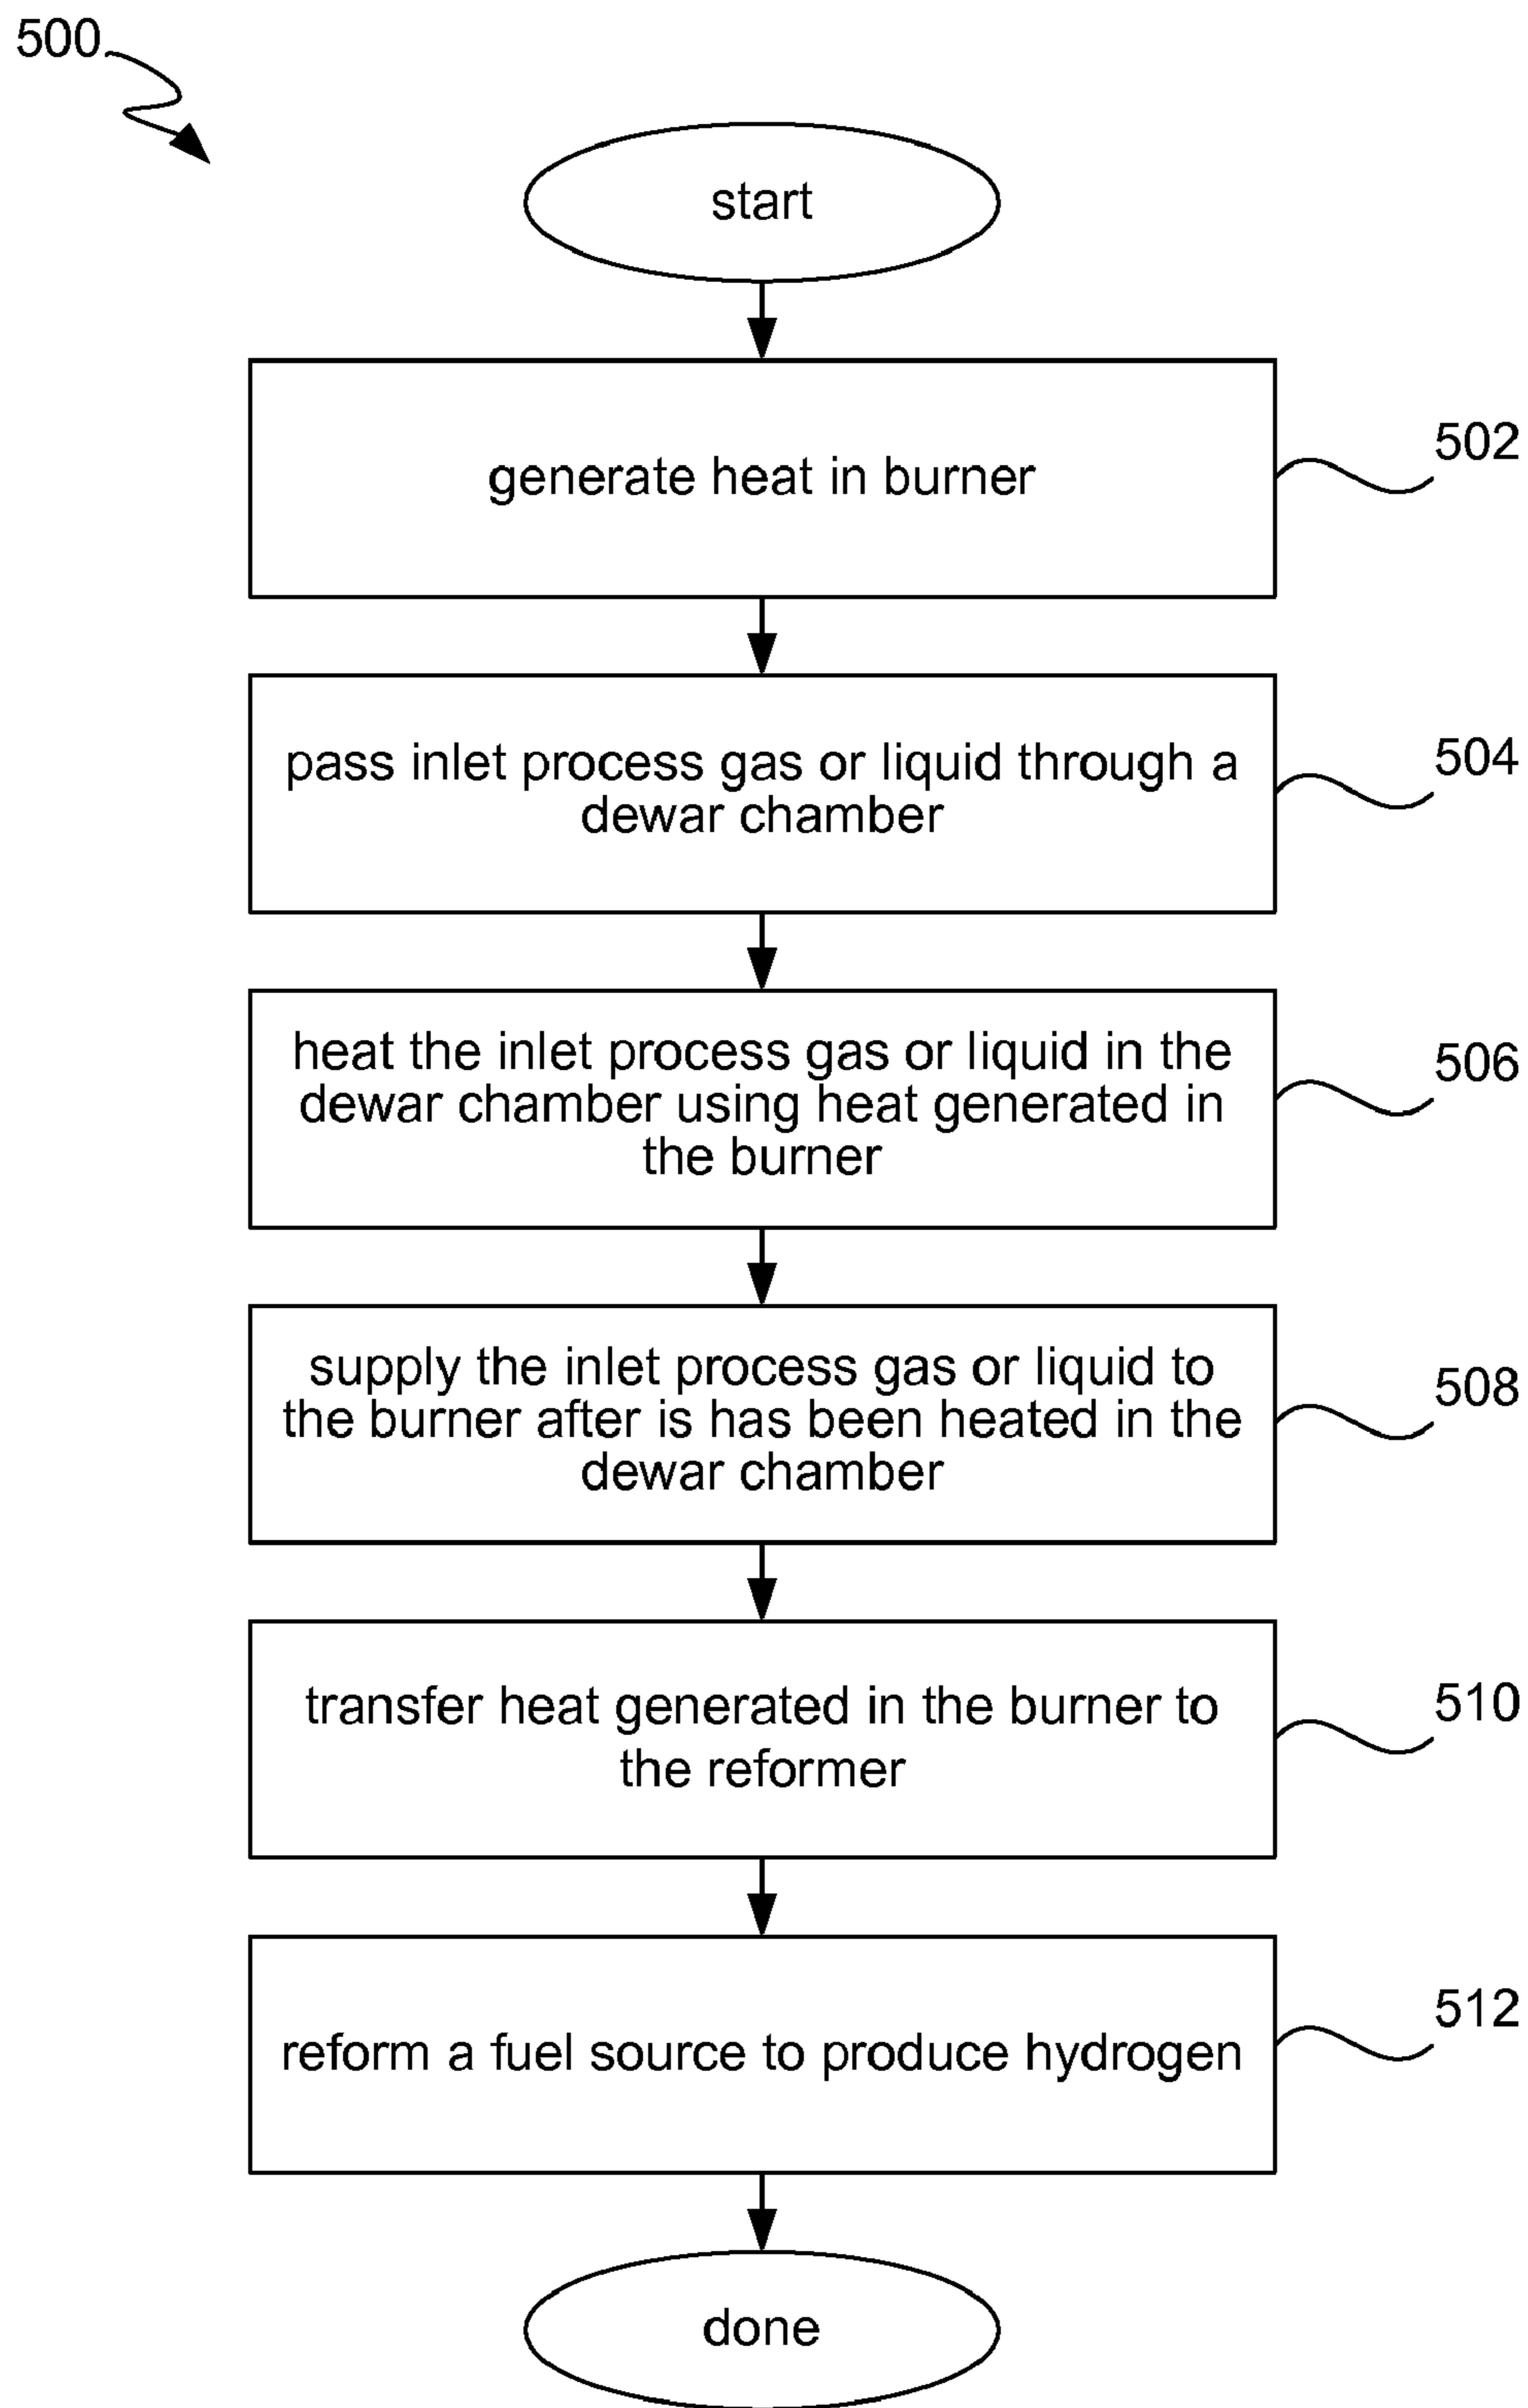 500
start
generate heat in burner
502
pass inlet process gas or liquid through a
dewar chamber
504
heat the inlet process gas or liquid in the
dewar chamber using heat generated in
the burner
506
supply the inlet process gas or liquid to
the burner after is has been heated in the
dewar chamber
508
transfer heat generated in the burner to
the reformer
510
reform a fuel source to produce hydrogen
512
done